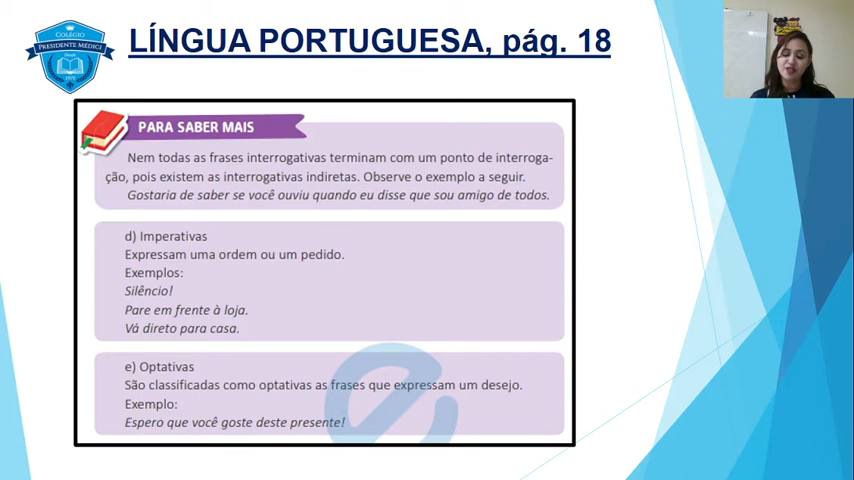 COLÉGIO
PRESIDENTE MÉDICI
LÍNGUA PORTUGUESA, pág. 18
PARA SABER MAIS
Nem todas as frases interrogativas terminam com um ponto de interroga-
ção, pois existem as interrogativas indiretas. Observe o exemplo a seguir.
Gostaria de saber se você ouviu quando eu disse que sou amigo de todos.
d) Imperativas
Expressam uma ordem ou um pedido.
Exemplos:
Silêncio!
Pare em frente à loja.
Vá direto para casa.
e) Optativas
São classificadas como optativas as frases que expressam um desejo.
Exemplo:
Espero que você goste deste presente!